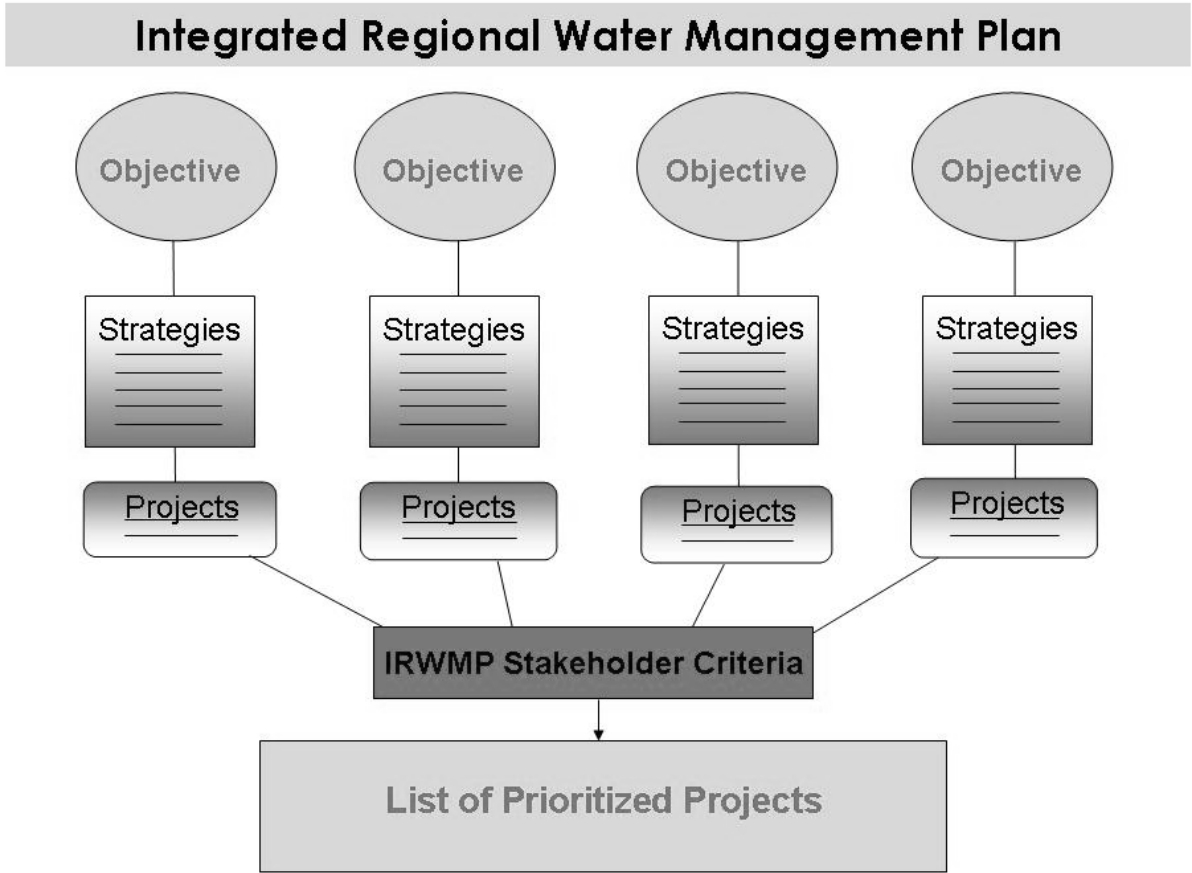 Integrated Regional Water Management Plan
Objective
Objective
Objective
Objective
Strategies
Strategies
Strategies
Strategies
Projects
Projects
Projects
Projects
IRWMP Stakeholder Criteria
List of Prioritized Projects